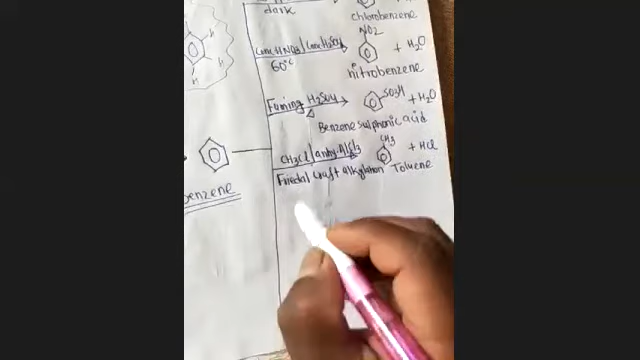 dark
chlorobenzene
NO2
Conc.HNO3/Conc.H2SO4
+ H2O
60°C
nitrobenzene
Fuming H2SO4
SO3H
+ H2O
Δ
Benzene sulphonic acid
CH3
CH3Cl/anhy.AlCl3
+ HCl
Friedal craft alkylation Toluene
benzene
H
H
H